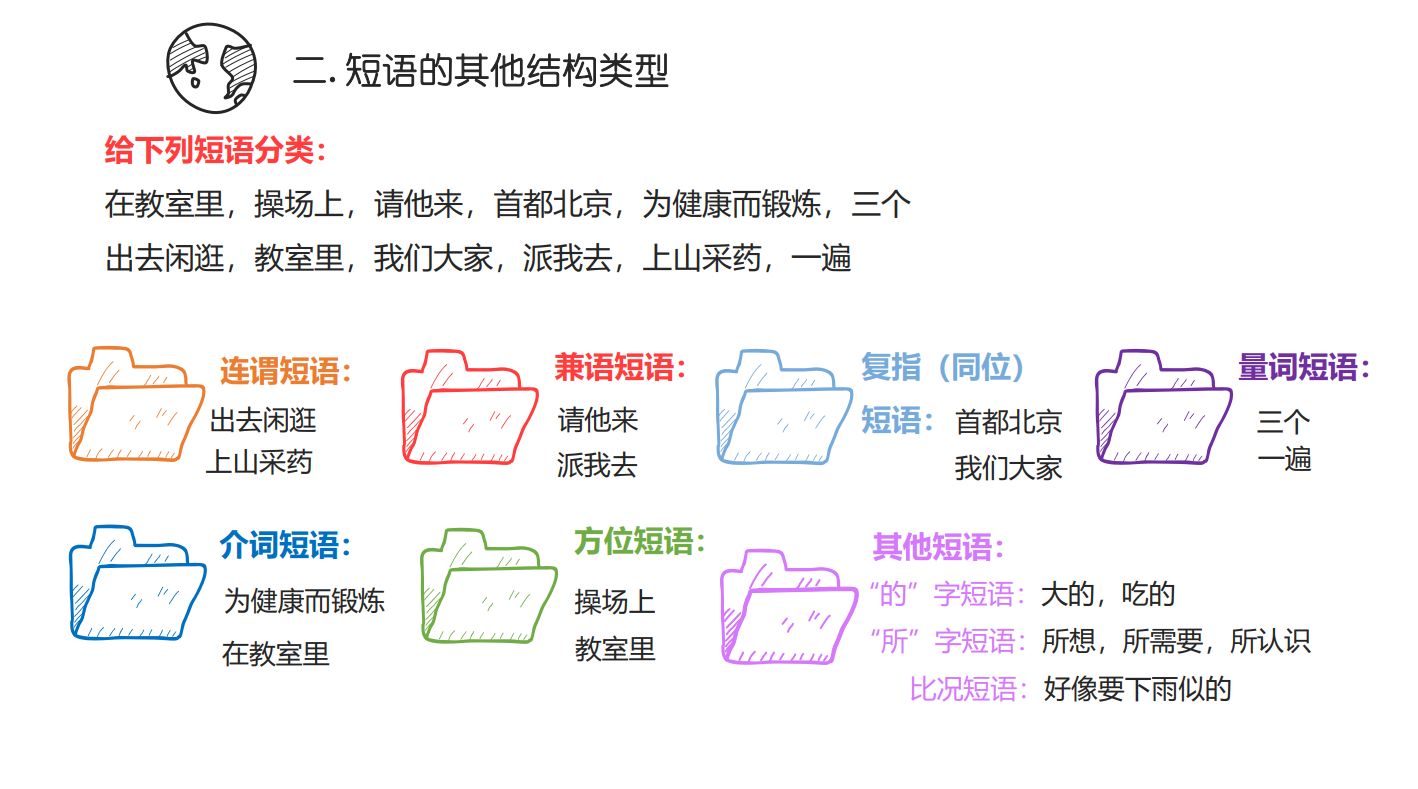 二. 短语的其他结构类型
给下列短语分类：
在教室里，操场上，请他来，首都北京，为健康而锻炼，三个
出去闲逛，教室里，我们大家，派我去，上山采药，一遍
连谓短语：
出去闲逛
上山采药
兼语短语：
请他来
派我去
复指（同位）
短语：首都北京
我们大家
量词短语：
三个
一遍
介词短语：
为健康而锻炼
在教室里
方位短语：
操场上
教室里
其他短语：
“的”字短语：大的，吃的
“所”字短语：所想，所需要，所认识
比况短语：好像要下雨似的